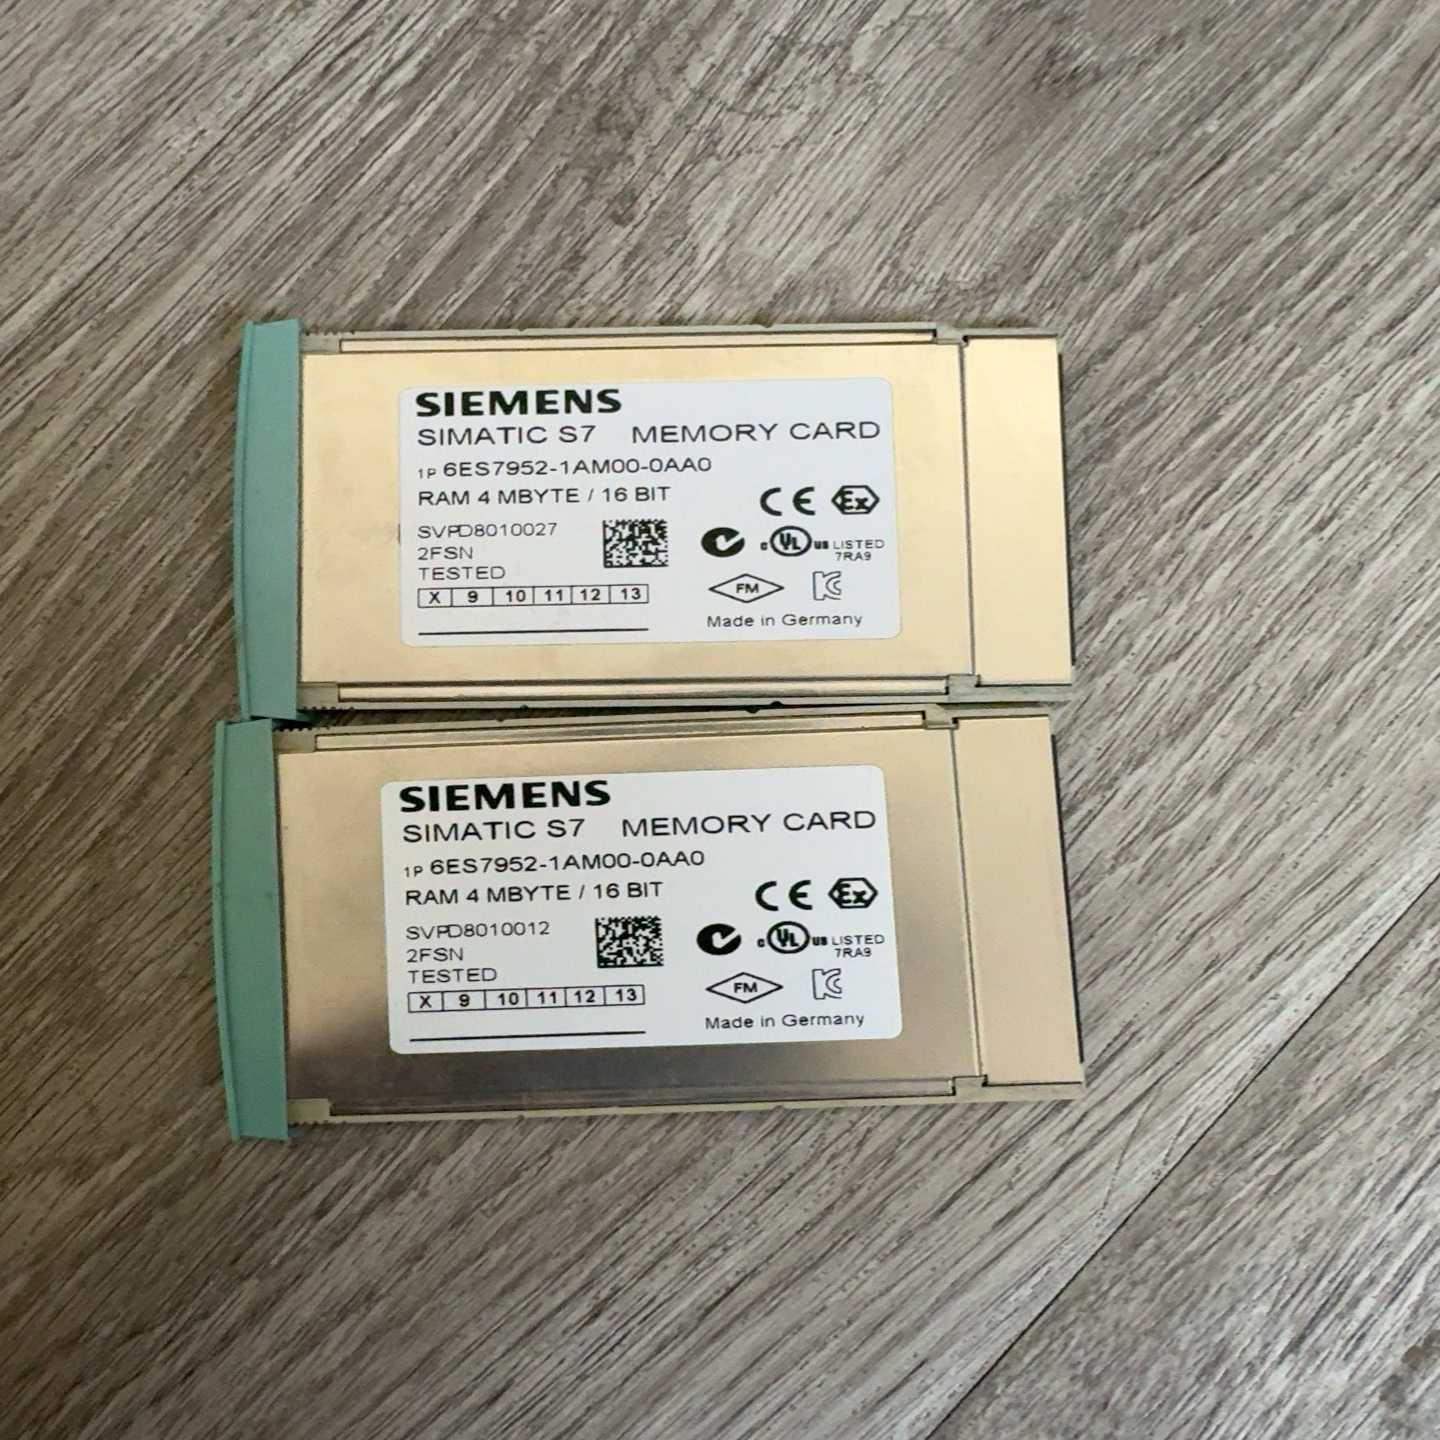 SIEMENS
SIMATIC S7 MEMORY CARD
1P 6ES7952-1AM00-0AA0
RAM 4 MBYTE / 16 BIT
CE Ex
SVPD8010027
2FSN
TESTED
c UL us LISTED
7RA9
X 9 10 11 12 13
FM KC
Made in Germany
SIEMENS
SIMATIC S7 MEMORY CARD
1P 6ES7952-1AM00-0AA0
RAM 4 MBYTE / 16 BIT
CE Ex
SVPD8010012
2FSN
TESTED
c UL us LISTED
7RA9
X 9 10 11 12 13
FM KC
Made in Germany